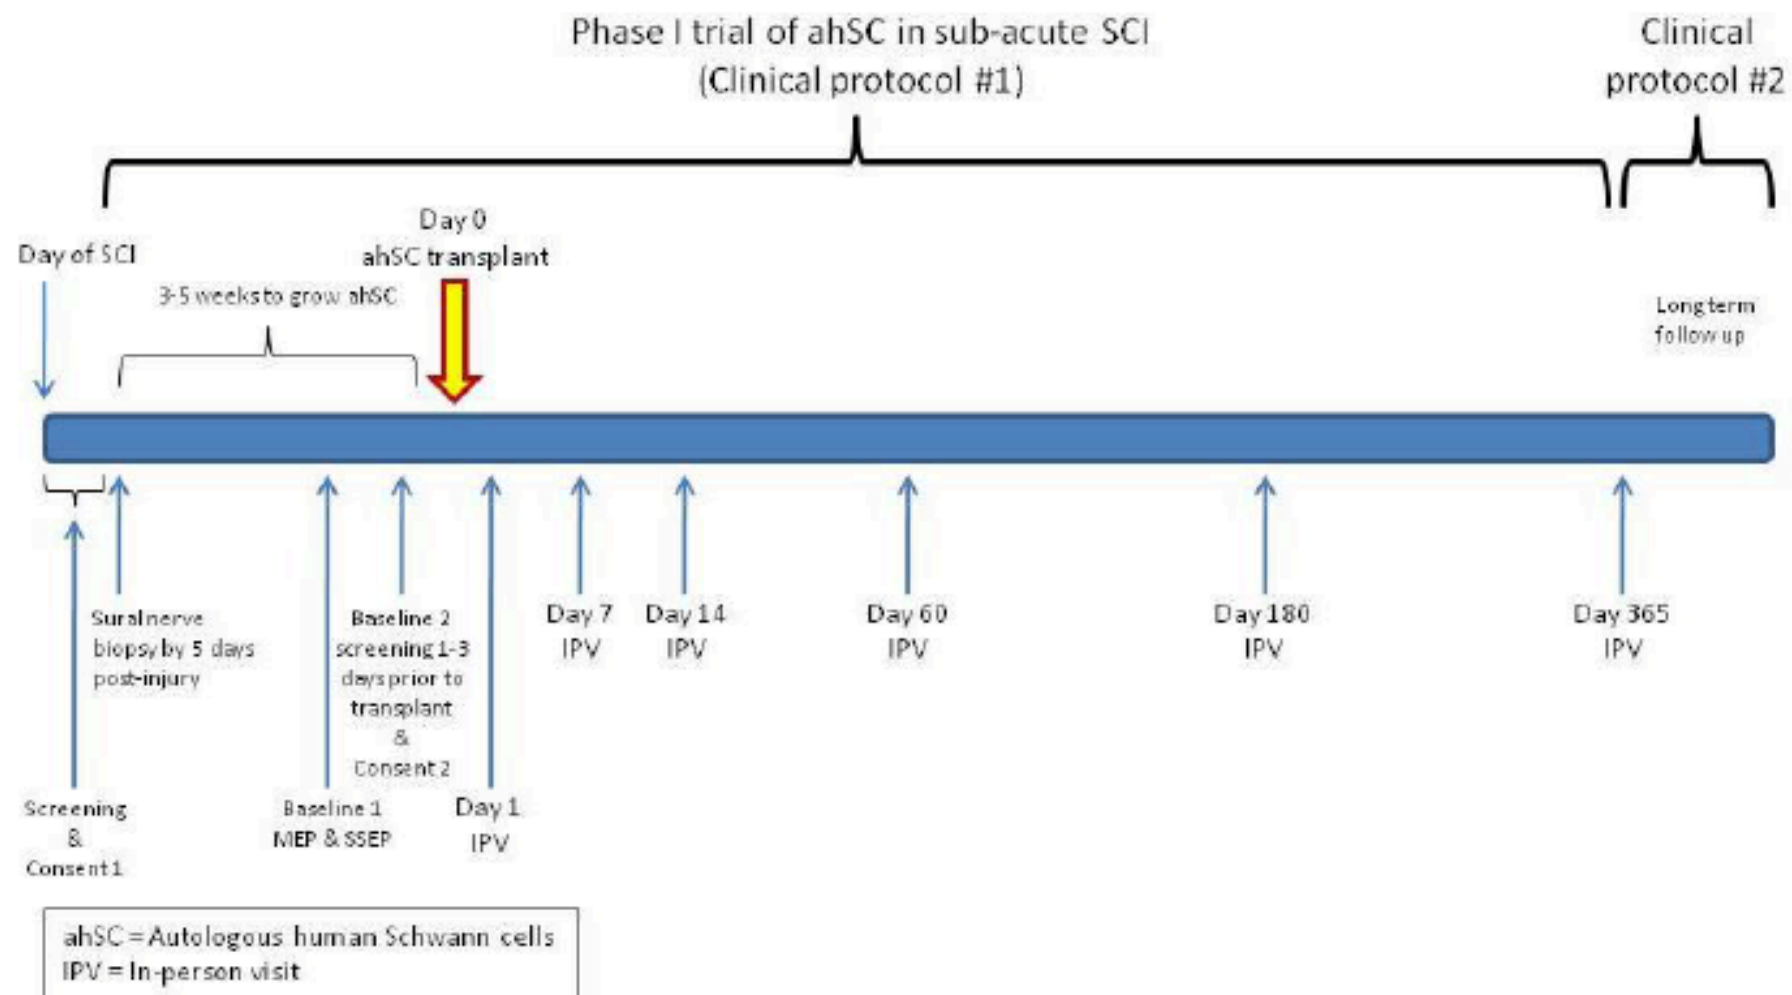 Phase I trial of ahSC in sub-acute SCI
(Clinical protocol #1)
Clinical
protocol #2
Day 0
ahSC transplant
Day of SCI
3-5 weeks to grow ahSC
Long term
follow up
Sural nerve
biopsy by 5 days
post-injury
Baseline 2
screening 1-3
days prior to
transplant
&
Consent 2
Day 7
IPV
Day 14
IPV
Day 60
IPV
Day 180
IPV
Day 365
IPV
Screening
&
Consent 1
Baseline 1
MEP & SSEP
Day 1
IPV
ahSC = Autologous human Schwann cells
IPV = In-person visit